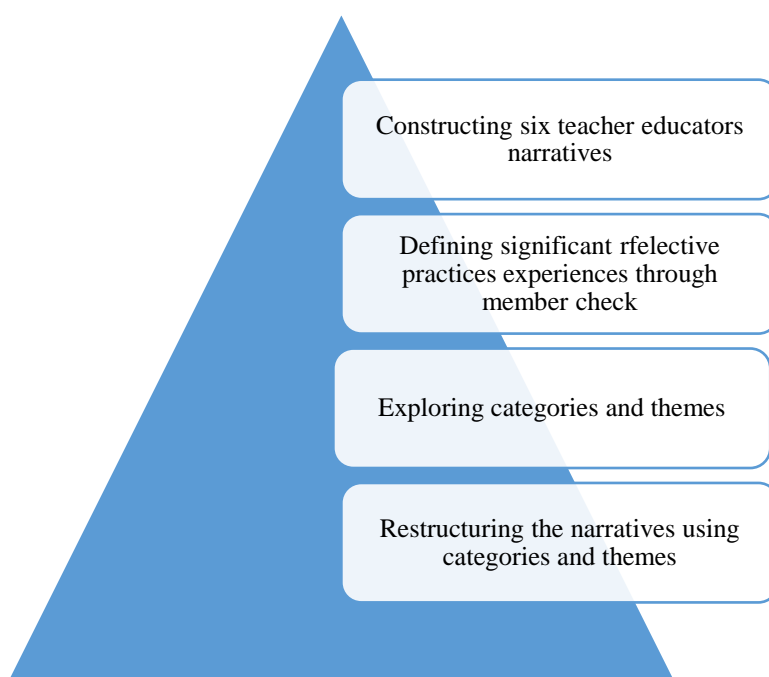 Constructing six teacher educators
narratives
Defining significant rfelective
practices experiences through
member check
Exploring categories and themes
Restructuring the narratives using
categories and themes